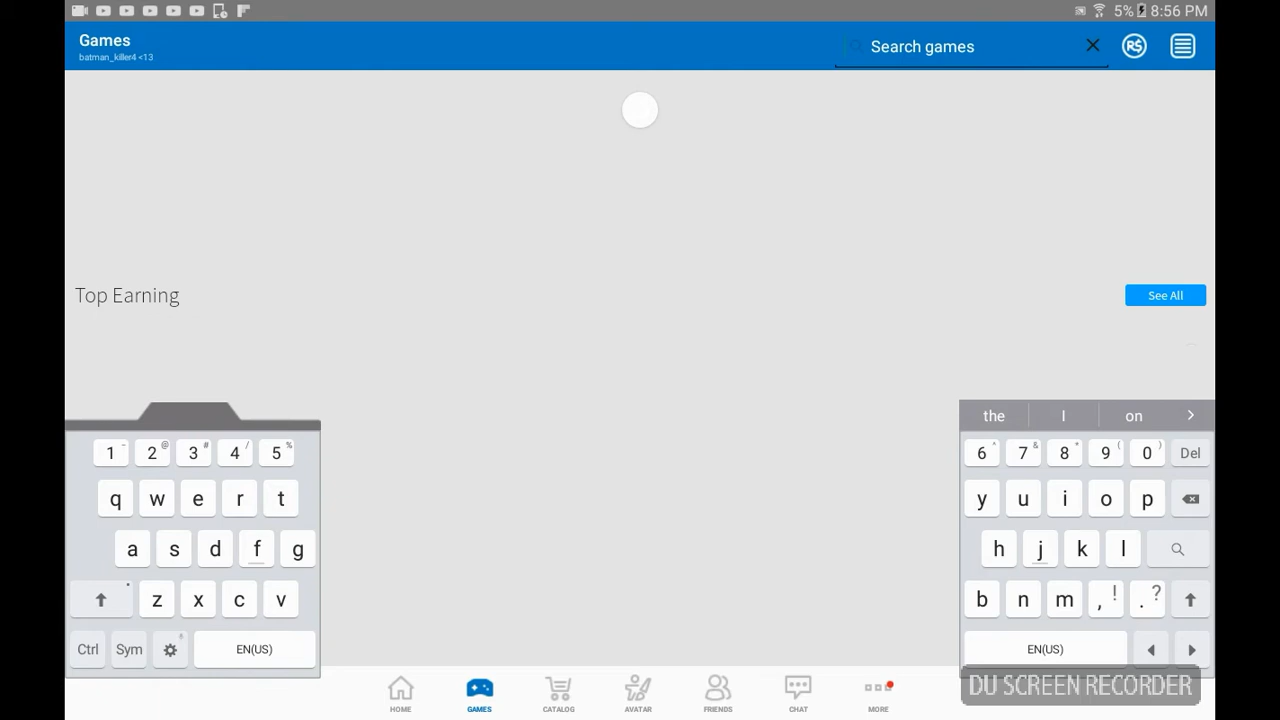 5% 8:56 PM
Games
batman_killer4 <13
Search games
R$
Top Earning
See All
the I on
1 - 2 @ 3 # 4 / 5 %
6 ^ 7 & 8 * 9 ( 0 ) Del
q w e r t
y u i o p
a s d f g
h j k l
z x c v
b n m , ! . ?
Ctrl Sym EN(US)
EN(US)
DU SCREEN RECORDER
HOME GAMES CATALOG AVATAR FRIENDS CHAT MORE